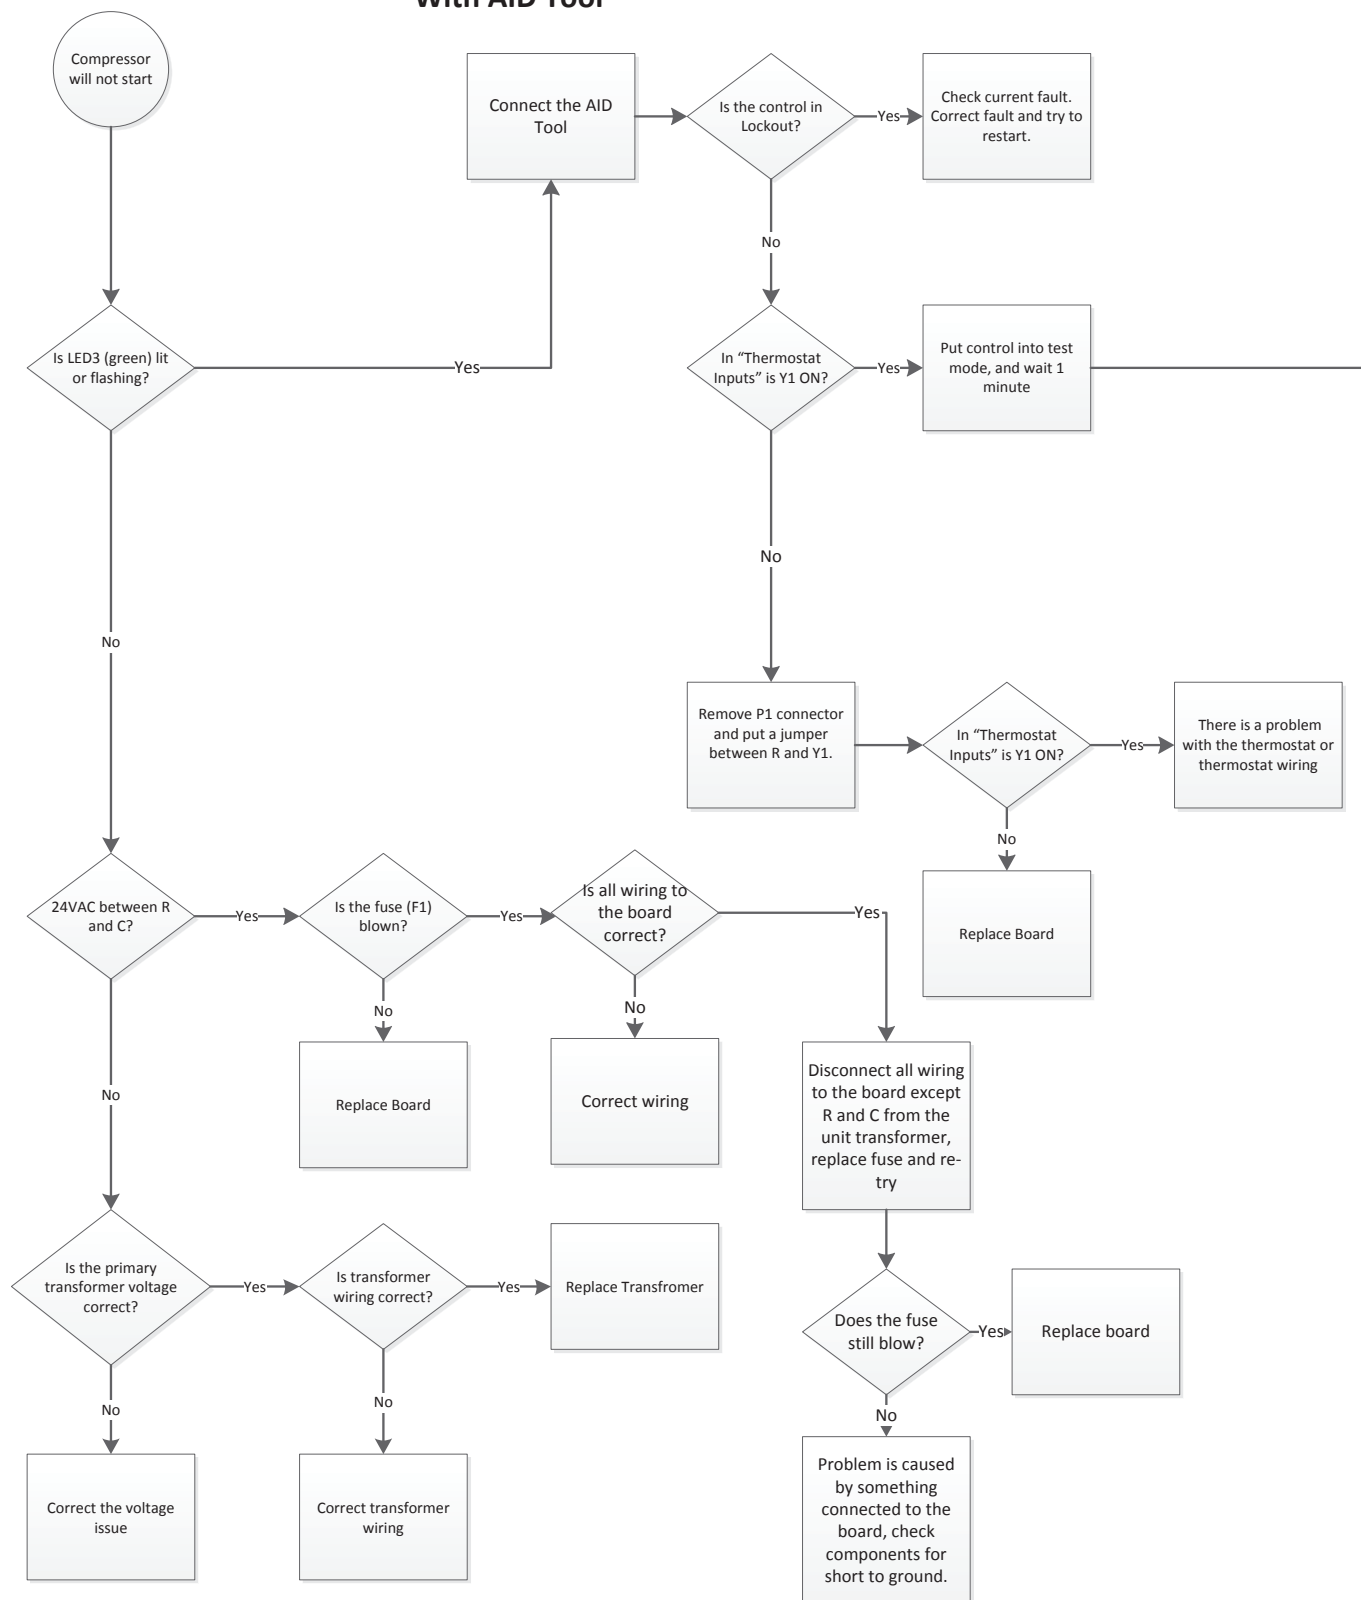 With AID Tool
Compressor
will not start
Connect the AID
Tool
Is the control in
Lockout?
Yes
Check current fault.
Correct fault and try to
restart.
No
Is LED3 (green) lit
or flashing?
Yes
In “Thermostat
Inputs” is Y1 ON?
Yes
Put control into test
mode, and wait 1
minute
No
No
Remove P1 connector
and put a jumper
between R and Y1.
In “Thermostat
Inputs” is Y1 ON?
Yes
There is a problem
with the thermostat or
thermostat wiring
No
Replace Board
24VAC between R
and C?
Yes
Is the fuse (F1)
blown?
Yes
Is all wiring to
the board
correct?
Yes
No
Replace Board
No
Correct wiring
Disconnect all wiring
to the board except
R and C from the
unit transformer,
replace fuse and re-
try
No
Is the primary
transformer voltage
correct?
Yes
Is transformer
wiring correct?
Yes
Replace Transfromer
Does the fuse
still blow?
Yes
Replace board
No
Correct the voltage
issue
No
Correct transformer
wiring
No
Problem is caused
by something
connected to the
board, check
components for
short to ground.